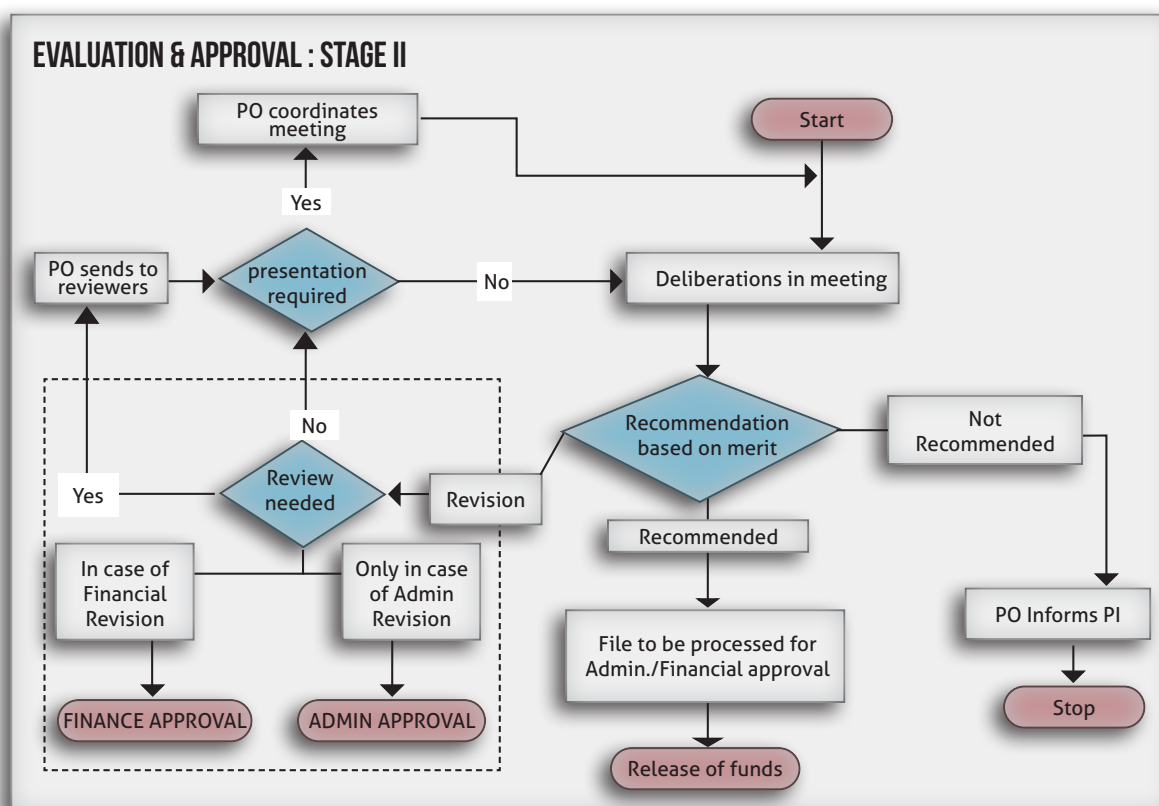 EVALUATION & APPROVAL : STAGE II
PO coordinates
meeting
Start
Yes
PO sends to
reviewers
presentation
required
No
Deliberations in meeting
No
Recommendation
based on merit
Not
Recommended
Yes
Review
needed
Revision
Recommended
In case of
Financial
Revision
Only in case
of Admin
Revision
File to be processed for
Admin./Financial approval
PO Informs PI
FINANCE APPROVAL
ADMIN APPROVAL
Stop
Release of funds